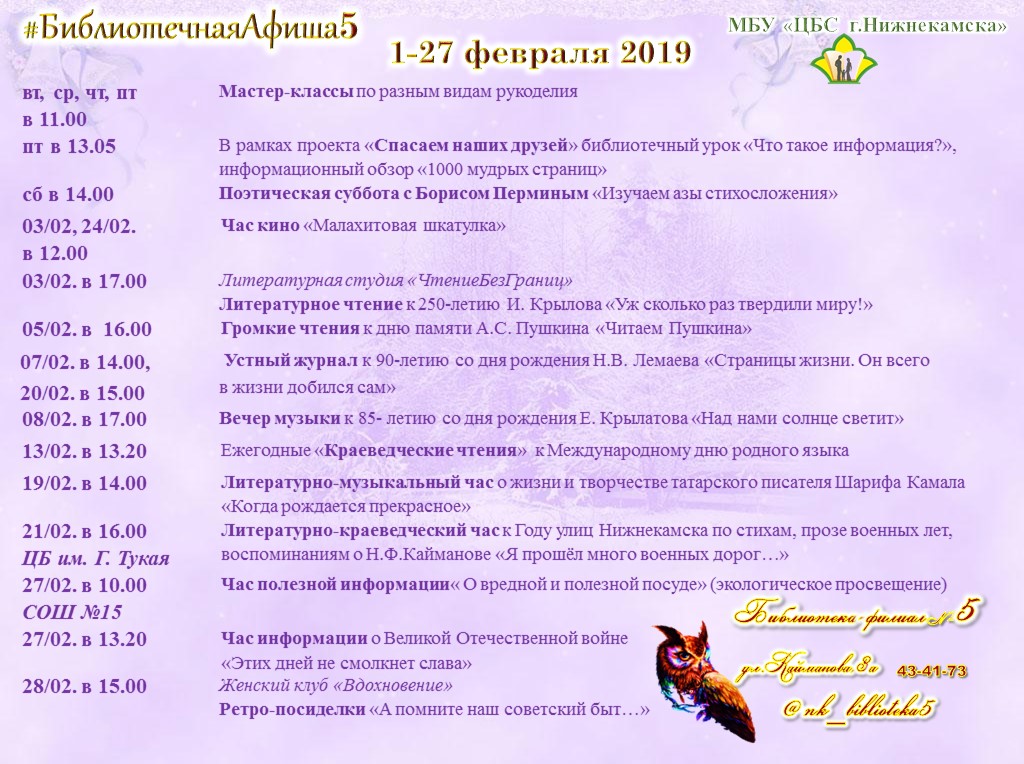 #БиблиотечнаяАфиша5
МБУ «ЦБС г.Нижнекамска»
1-27 февраля 2019
вт, ср, чт, пт Мастер-классы по разным видам рукоделия
в 11.00
пт в 13.05 В рамках проекта «Спасаем наших друзей» библиотечный урок «Что такое информация?»,
информационный обзор «1000 мудрых страниц»
сб в 14.00 Поэтическая суббота с Борисом Перминым «Изучаем азы стихосложения»
03/02, 24/02. Час кино «Малахитовая шкатулка»
в 12.00
03/02. в 17.00 Литературная студия «ЧтениеБезГраниц»
Литературное чтение к 250-летию И. Крылова «Уж сколько раз твердили миру!»
05/02. в 16.00 Громкие чтения к дню памяти А.С. Пушкина «Читаем Пушкина»
07/02. в 14.00, Устный журнал к 90-летию со дня рождения Н.В. Лемаева «Страницы жизни. Он всего
20/02. в 15.00 в жизни добился сам»
08/02. в 17.00 Вечер музыки к 85- летию со дня рождения Е. Крылатова «Над нами солнце светит»
13/02. в 13.20 Ежегодные «Краеведческие чтения» к Международному дню родного языка
19/02. в 14.00 Литературно-музыкальный час о жизни и творчестве татарского писателя Шарифа Камала
«Когда рождается прекрасное»
21/02. в 16.00 Литературно-краеведческий час к Году улиц Нижнекамска по стихам, прозе военных лет,
ЦБ им. Г. Тукая воспоминаниям о Н.Ф.Кайманове «Я прошёл много военных дорог…»
27/02. в 10.00 Час полезной информации« О вредной и полезной посуде» (экологическое просвещение)
СОШ №15
27/02. в 13.20 Час информации о Великой Отечественной войне
«Этих дней не смолкнет слава»
28/02. в 15.00 Женский клуб «Вдохновение»
Ретро-посиделки «А помните наш советский быт…»
Библиотека-филиал №5
ул.Кайманова,8а 43-41-73
@nk_biblioteka5